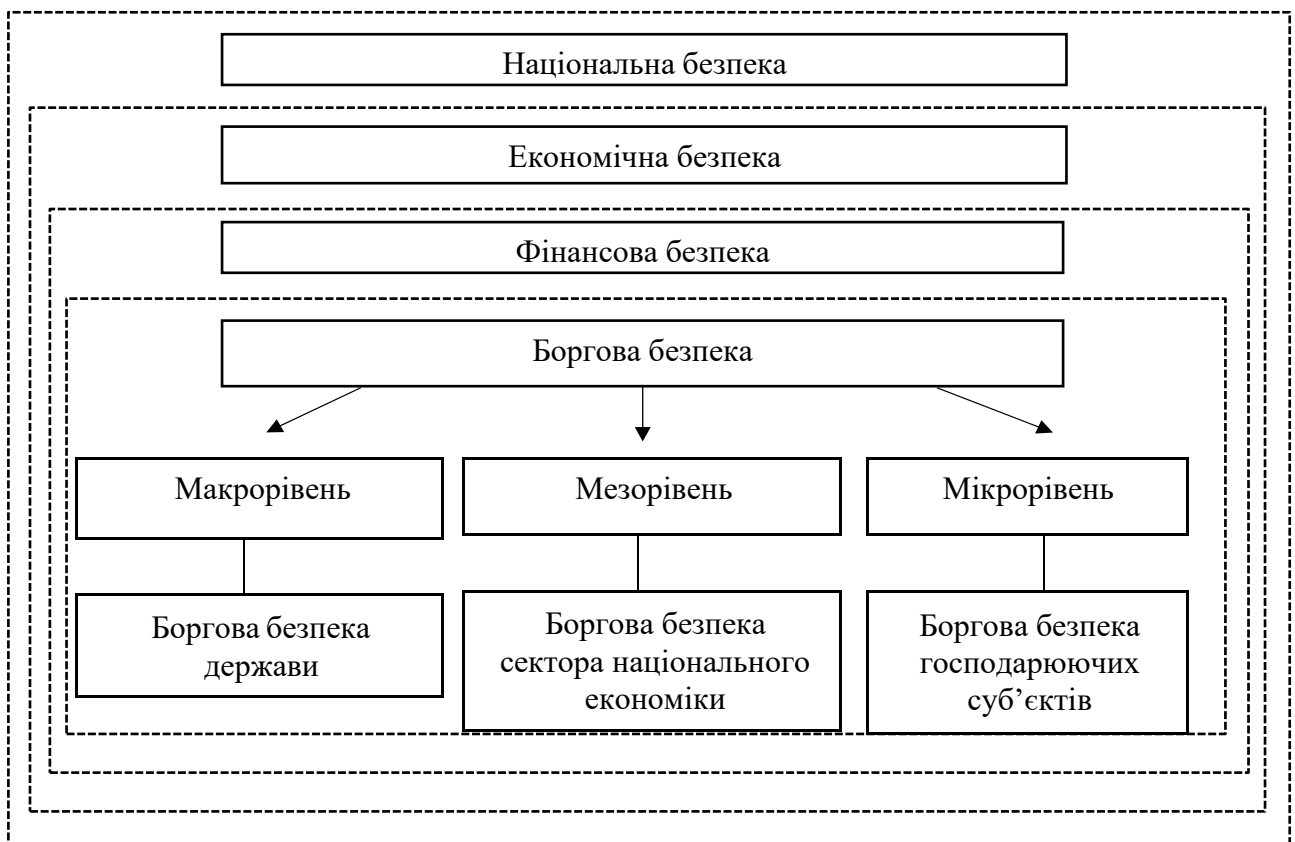 Національна безпека
Економічна безпека
Фінансова безпека
Боргова безпека
Макрорівень
Мезорівень
Мікрорівень
Боргова безпека
держави
Боргова безпека
сектора національного
економіки
Боргова безпека
господарюючих
суб’єктів